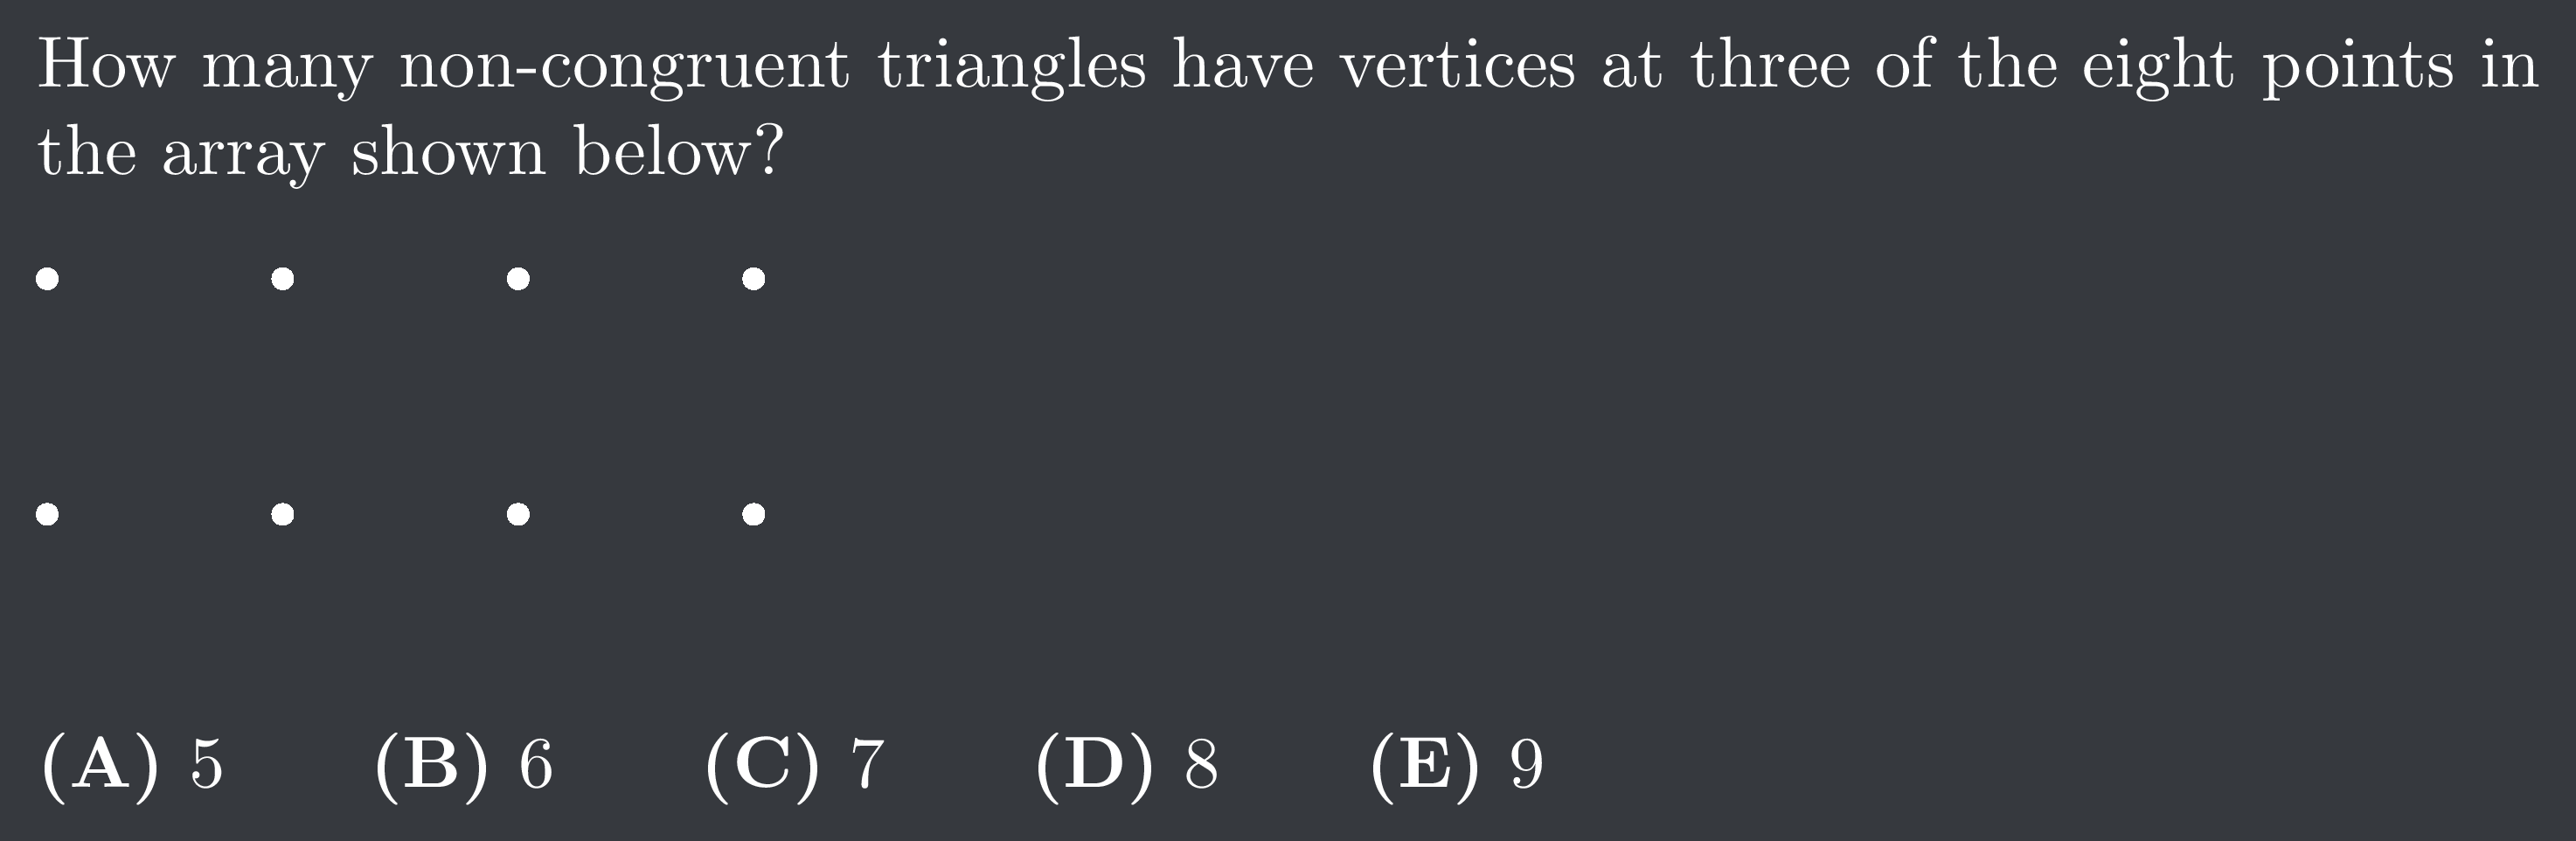 How many non-congruent triangles have vertices at three of the eight points in
the array shown below?
(A) 5 (B) 6 (C) 7 (D) 8 (E) 9